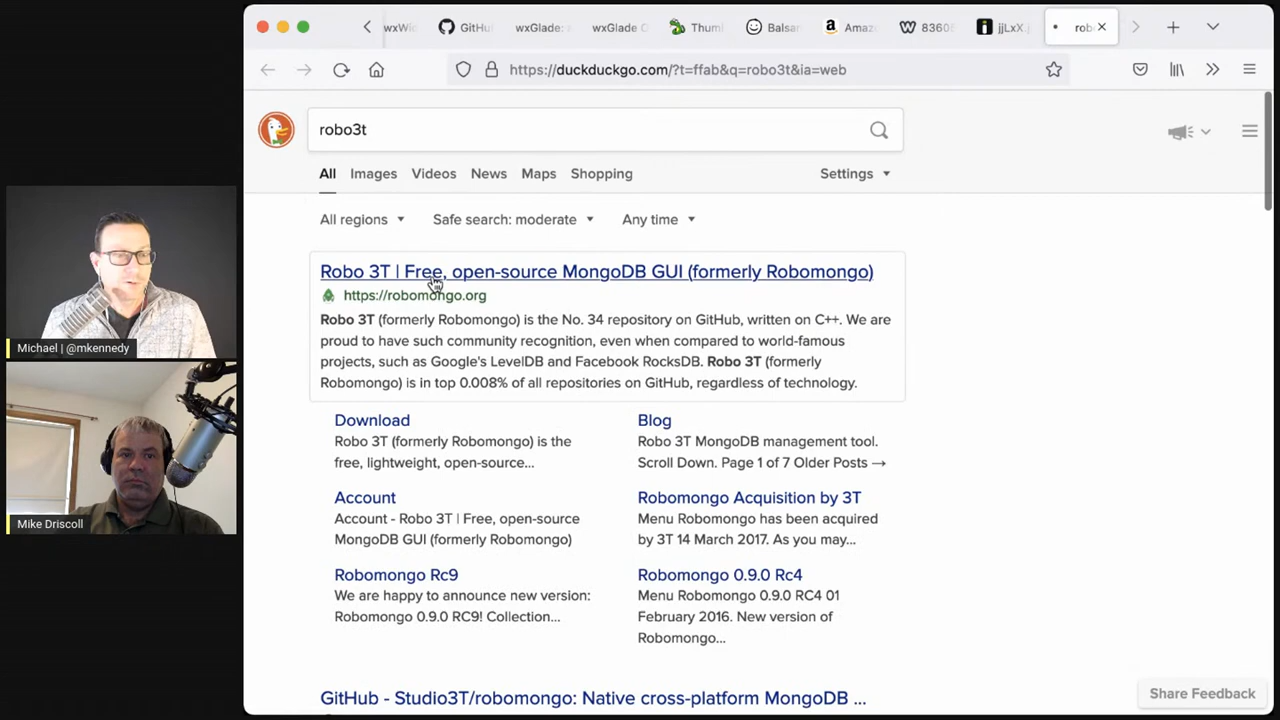 wxWi
GitHu
wxGlade:
wxGlade C
Thuml
Balsar
Amaz
83605
jjLxX.j
rob
https://duckduckgo.com/?t=ffab&q=robo3t&ia=web
robo3t
All Images Videos News Maps Shopping Settings
All regions Safe search: moderate Any time
Robo 3T | Free, open-source MongoDB GUI (formerly Robomongo)
https://robomongo.org
Robo 3T (formerly Robomongo) is the No. 34 repository on GitHub, written on C++. We are
proud to have such community recognition, even when compared to world-famous
projects, such as Google's LevelDB and Facebook RocksDB. Robo 3T (formerly
Robomongo) is in top 0.008% of all repositories on GitHub, regardless of technology.
Download
Robo 3T (formerly Robomongo) is the
free, lightweight, open-source...
Blog
Robo 3T MongoDB management tool.
Scroll Down. Page 1 of 7 Older Posts →
Account
Account - Robo 3T | Free, open-source
MongoDB GUI (formerly Robomongo)
Robomongo Acquisition by 3T
Menu Robomongo has been acquired
by 3T 14 March 2017. As you may...
Robomongo Rc9
We are happy to announce new version:
Robomongo 0.9.0 RC9! Collection...
Robomongo 0.9.0 Rc4
Menu Robomongo 0.9.0 RC4 01
February 2016. New version of
Robomongo...
GitHub - Studio3T/robomongo: Native cross-platform MongoDB ...
Share Feedback
Michael | @mkennedy
Mike Driscoll